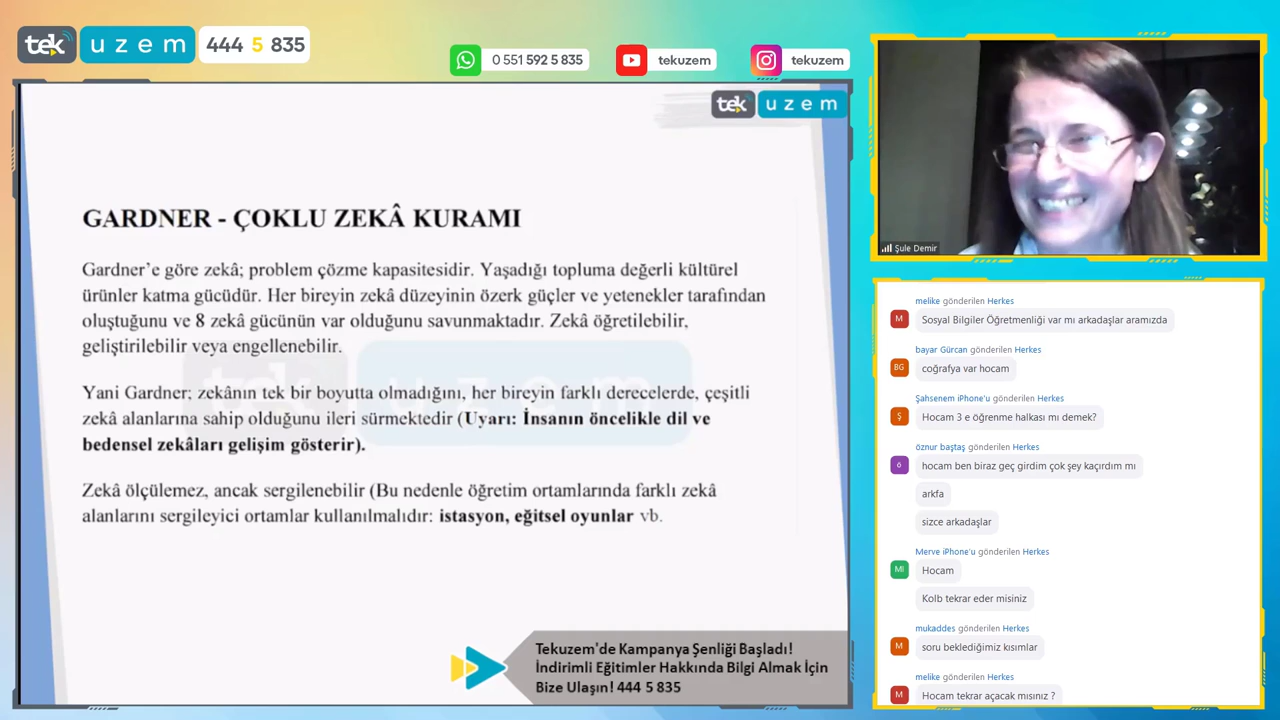 tek uzem 444 5 835
0 551 592 5 835
tekuzem
tekuzem
tek uzem
GARDNER - ÇOKLU ZEKÂ KURAMI
Gardner’e göre zekâ; problem çözme kapasitesidir. Yaşadığı topluma değerli kültürel
ürünler katma gücüdür. Her bireyin zekâ düzeyinin özerk güçler ve yetenekler tarafından
oluştuğunu ve 8 zekâ gücünün var olduğunu savunmaktadır. Zekâ öğretilebilir,
geliştirilebilir veya engellenebilir.
Yani Gardner; zekânın tek bir boyutta olmadığını, her bireyin farklı derecelerde, çeşitli
zekâ alanlarına sahip olduğunu ileri sürmektedir (Uyarı: İnsanın öncelikle dil ve
bedensel zekâları gelişim gösterir).
Zekâ ölçülemez, ancak sergilenebilir (Bu nedenle öğretim ortamlarında farklı zekâ
alanlarını sergileyici ortamlar kullanılmalıdır: istasyon, eğitsel oyunlar vb.
tek uzem
Tekuzem'de Kampanya Şenliği Başladı!
İndirimli Eğitimler Hakkında Bilgi Almak İçin
Bize Ulaşın! 444 5 835
Şule Demir
melike gönderilen Herkes
M
Sosyal Bilgiler Öğretmenliği var mı arkadaşlar aramızda
bayar Gürcan gönderilen Herkes
BG
coğrafya var hocam
Şahsenem iPhone'u gönderilen Herkes
Ş
Hocam 3 e öğrenme halkası mı demek?
öznur baştaş gönderilen Herkes
ö
hocam ben biraz geç girdim çok şey kaçırdım mı
arkfa
sizce arkadaşlar
Merve iPhone'u gönderilen Herkes
MI
Hocam
Kolb tekrar eder misiniz
mukaddes gönderilen Herkes
M
soru beklediğimiz kısımlar
melike gönderilen Herkes
M
Hocam tekrar açacak mısınız ?